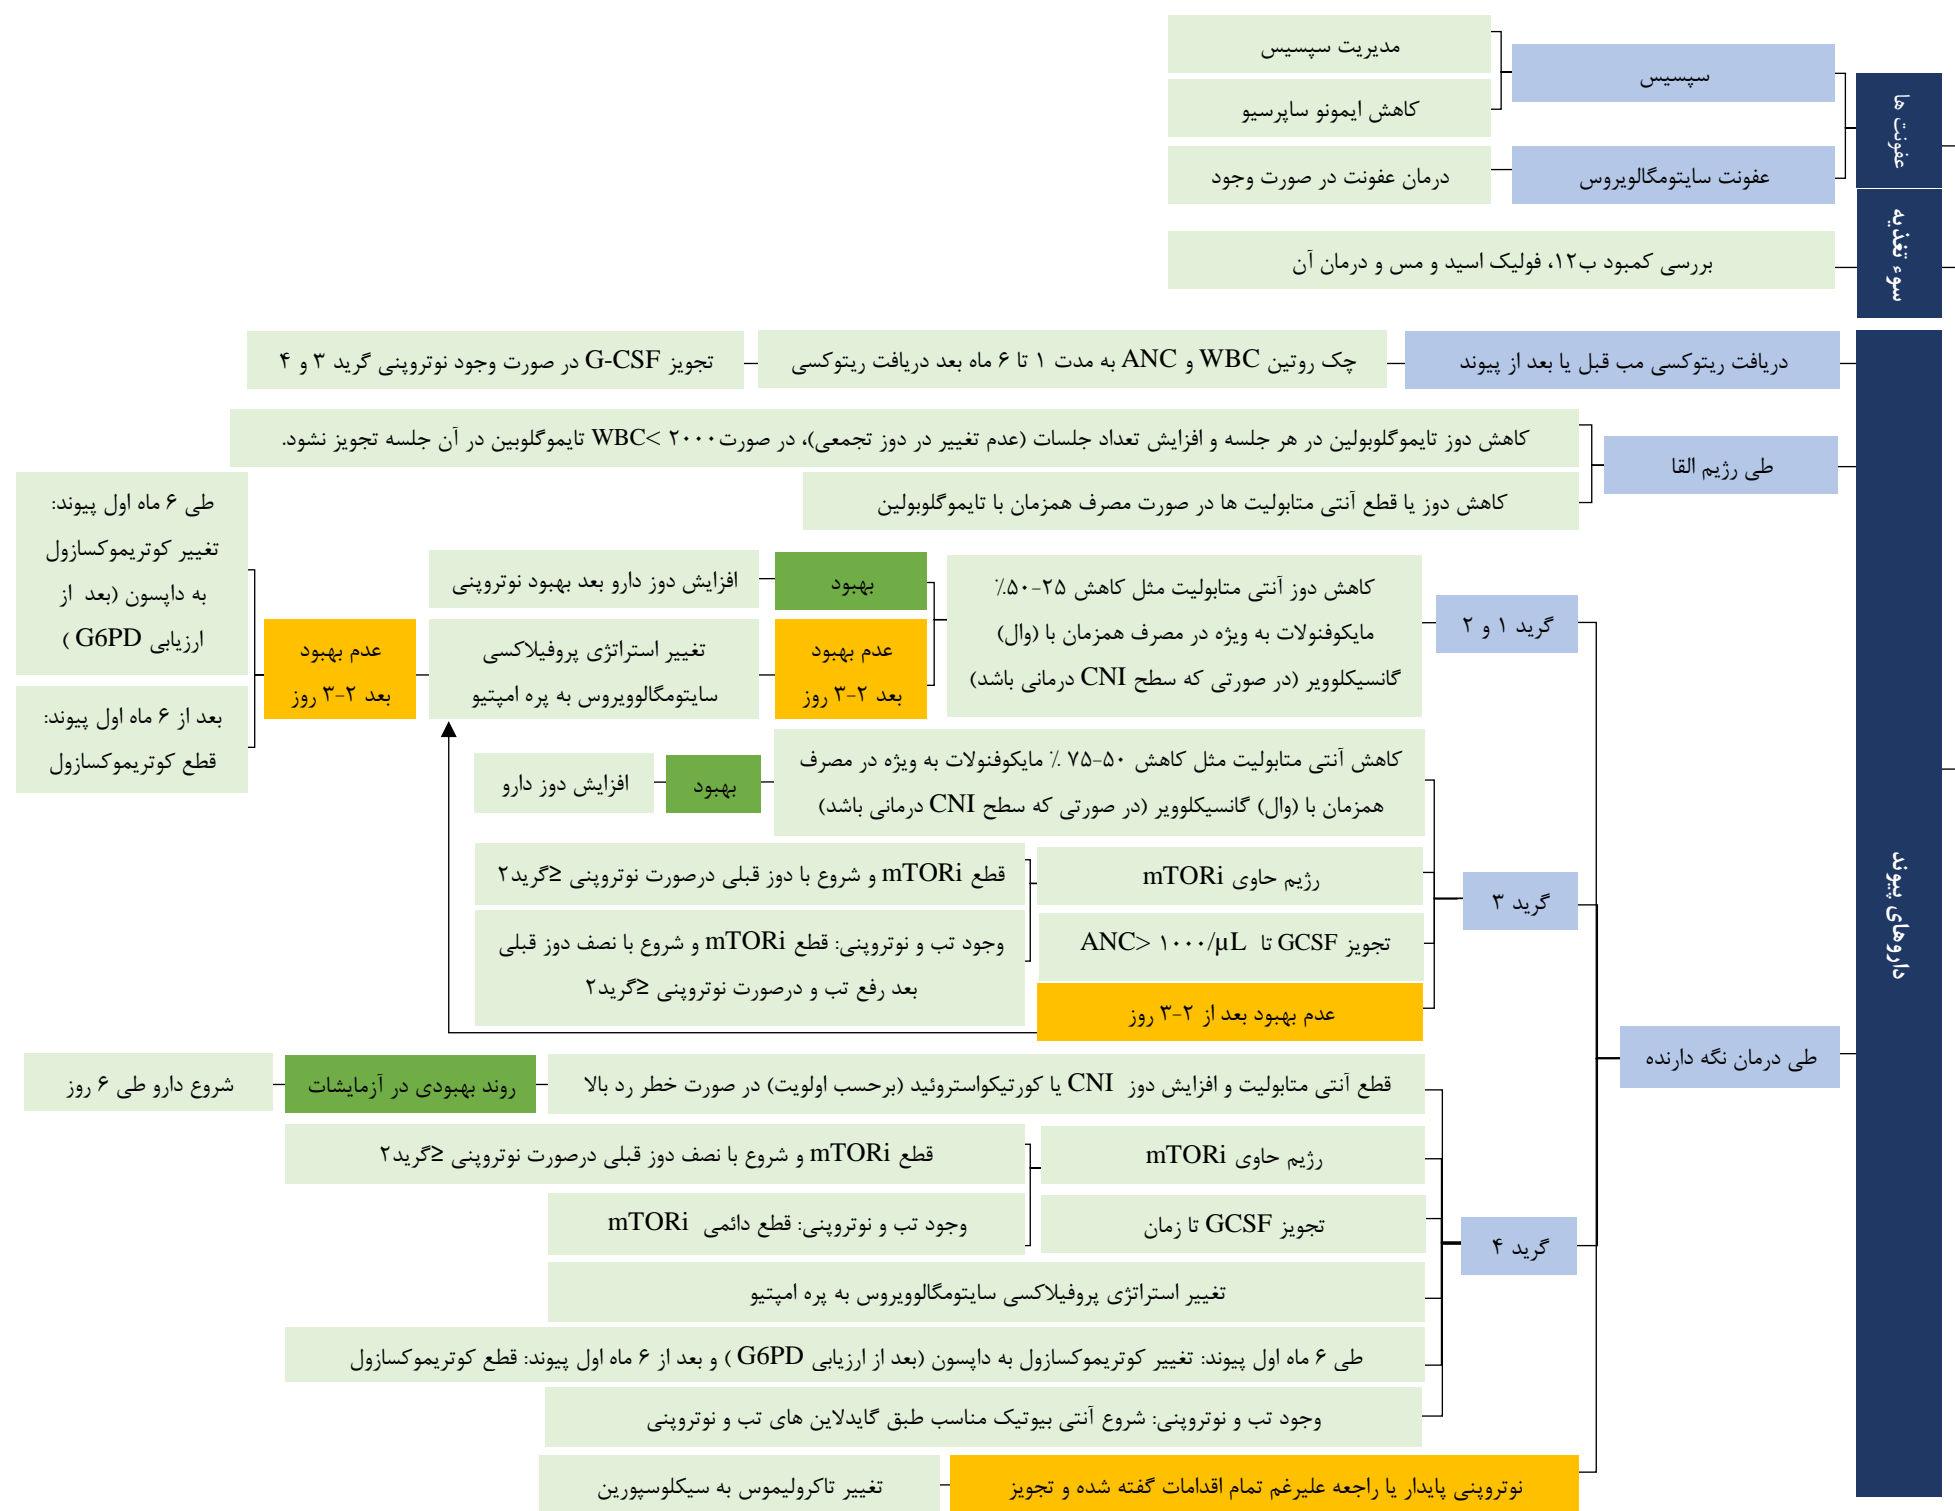 عفونت ها
سپسیس
مدیریت سپسیس
کاهش ایمونو ساپرسیو
عفونت سایتومگالویروس
درمان عفونت در صورت وجود
سوء تغذیه
بررسی کمبود ب۱۲، فولیک اسید و مس و درمان آن
داروهای پیوند
دریافت ریتوکسی مب قبل یا بعد از پیوند
چک روتین WBC و ANC به مدت ۱ تا ۶ ماه بعد دریافت ریتوکسی
تجویز G-CSF در صورت وجود نوتروپنی گرید ۳ و ۴
طی رژیم القا
کاهش دوز تایموگلوبولین در هر جلسه و افزایش تعداد جلسات (عدم تغییر در دوز تجمعی)، در صورت۲۰۰۰ >WBC تایموگلوبین در آن جلسه تجویز نشود.
کاهش دوز یا قطع آنتی متابولیت ها در صورت مصرف همزمان با تایموگلوبولین
طی درمان نگه دارنده
گرید ۱ و ۲
کاهش دوز آنتی متابولیت مثل کاهش ۲۵-۵۰٪
مایکوفنولات به ویژه در مصرف همزمان با (وال)
گانسیکلوویر (در صورتی که سطح CNI درمانی باشد)
بهبود
افزایش دوز دارو بعد بهبود نوتروپنی
عدم بهبود
بعد ۲-۳ روز
تغییر استراتژی پروفیلاکسی
سایتومگالوویروس به پره امپتیو
عدم بهبود
بعد ۲-۳ روز
طی ۶ ماه اول پیوند:
تغییر کوتریموکسازول
به داپسون (بعد از
ارزیابی G6PD )
بعد از ۶ ماه اول پیوند:
قطع کوتریموکسازول
گرید ۳
کاهش آنتی متابولیت مثل کاهش ۵۰-۷۵ ٪ مایکوفنولات به ویژه در مصرف
همزمان با (وال) گانسیکلوویر (در صورتی که سطح CNI درمانی باشد)
بهبود
افزایش دوز دارو
رژیم حاوی mTORi
قطع mTORi و شروع با دوز قبلی درصورت نوتروپنی ≥گرید۲
وجود تب و نوتروپنی: قطع mTORi و شروع با نصف دوز قبلی
بعد رفع تب و درصورت نوتروپنی ≥گرید۲
تجویز GCSF تا ANC> ۱۰۰۰/µL
عدم بهبود بعد از ۲-۳ روز
گرید ۴
قطع آنتی متابولیت و افزایش دوز CNI یا کورتیکواستروئید (برحسب اولویت) در صورت خطر رد بالا
روند بهبودی در آزمایشات
شروع دارو طی ۶ روز
رژیم حاوی mTORi
قطع mTORi و شروع با نصف دوز قبلی درصورت نوتروپنی ≥گرید۲
وجود تب و نوتروپنی: قطع دائمی mTORi
تجویز GCSF تا زمان
تغییر استراتژی پروفیلاکسی سایتومگالوویروس به پره امپتیو
طی ۶ ماه اول پیوند: تغییر کوتریموکسازول به داپسون (بعد از ارزیابی G6PD ) و بعد از ۶ ماه اول پیوند: قطع کوتریموکسازول
وجود تب و نوتروپنی: شروع آنتی بیوتیک مناسب طبق گایدلاین های تب و نوتروپنی
نوتروپنی پایدار یا راجعه علیرغم تمام اقدامات گفته شده و تجویز
تغییر تاکرولیموس به سیکلوسپورین